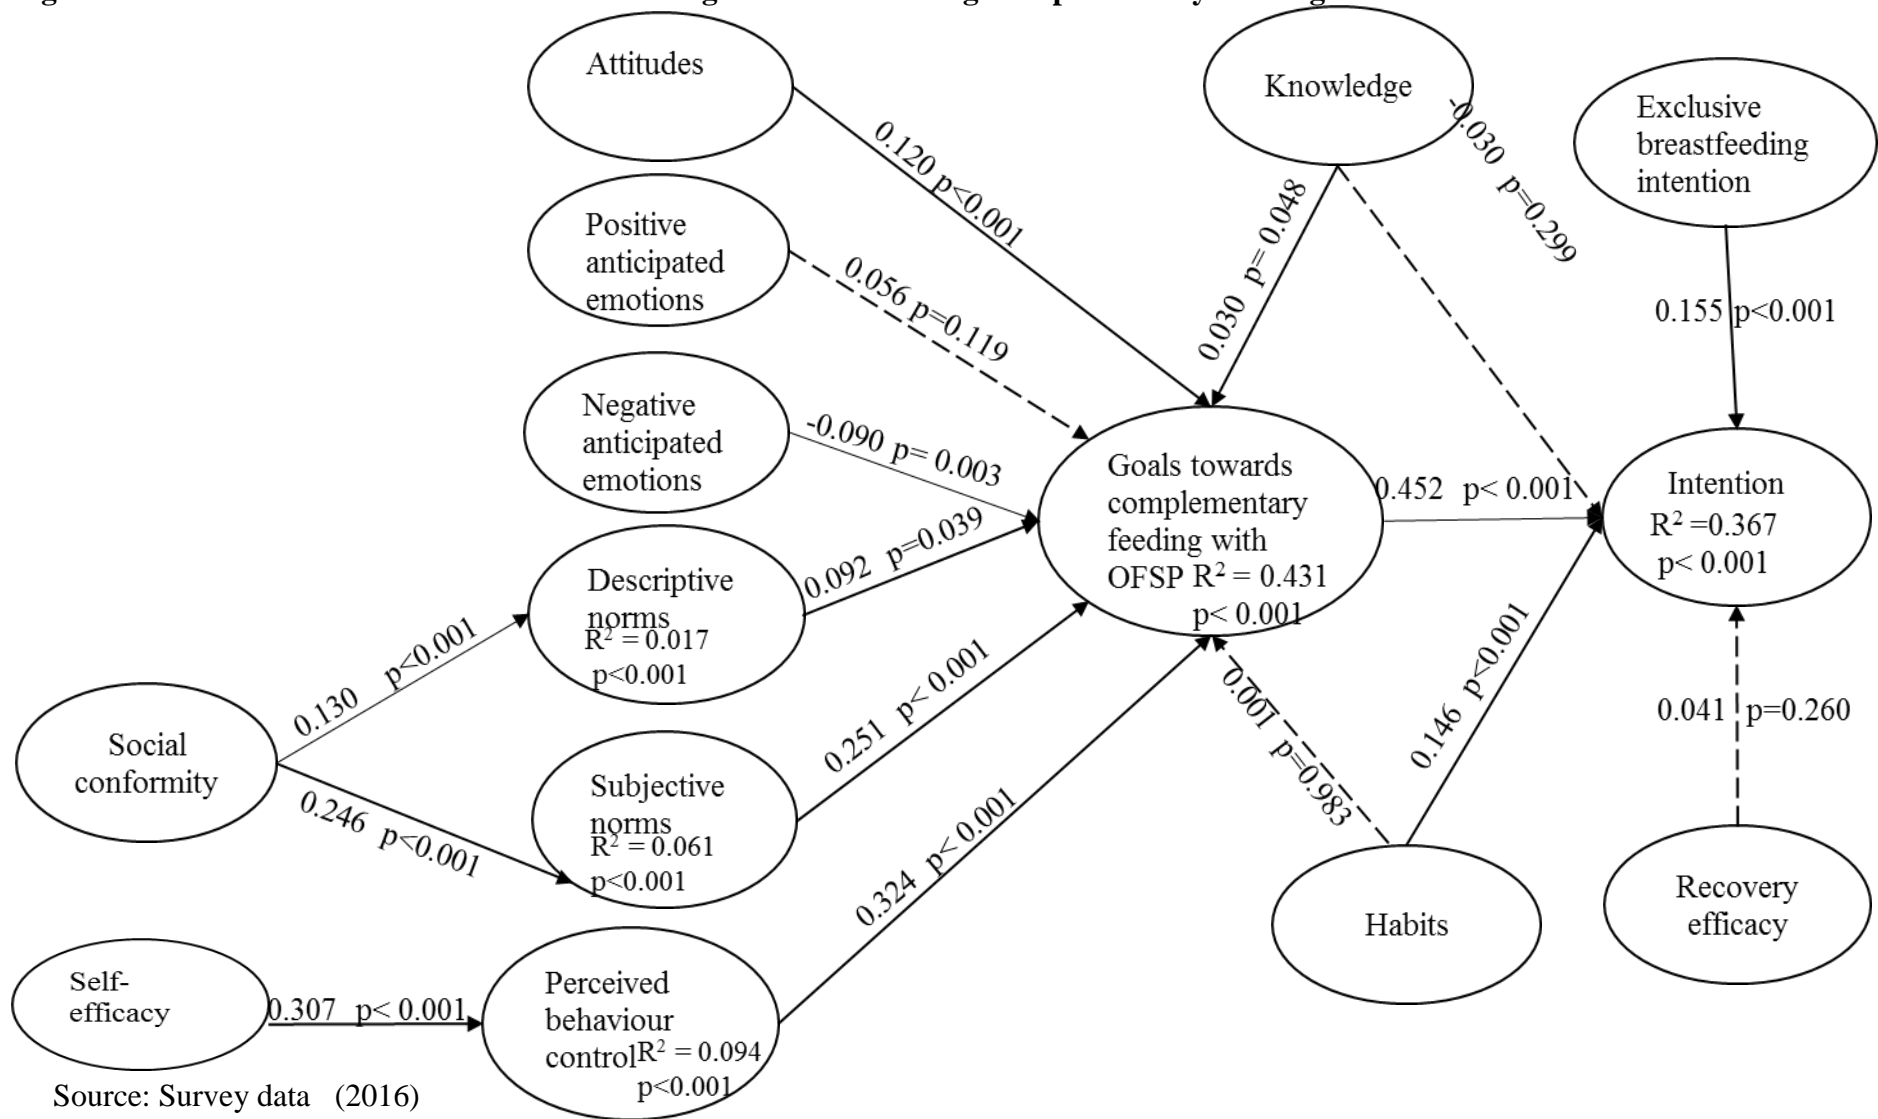 Attitudes
0.120 p<0.001
Knowledge
-0.030 p=0.299
0.030 p= 0.048
Exclusive
breastfeeding
intention
0.155 p<0.001
Positive
anticipated
emotions
0.056 p=0.119
Negative
anticipated
emotions
-0.090 p= 0.003
Goals towards
complementary
feeding with
OFSP R² = 0.431
p< 0.001
0.452 p< 0.001
Intention
R² =0.367
p< 0.001
Descriptive
norms
R² = 0.017
p<0.001
0.092 p=0.039
Social
conformity
0.130 p<0.001
0.246 p<0.001
Subjective
norms
R² = 0.061
p<0.001
0.251 p< 0.001
0.001 p=0.983
0.146 p<0.001
0.041 p=0.260
Habits
Recovery
efficacy
Self-
efficacy
0.307 p< 0.001
Perceived
behaviour
control R² = 0.094
p<0.001
0.324 p< 0.001
Source: Survey data (2016)